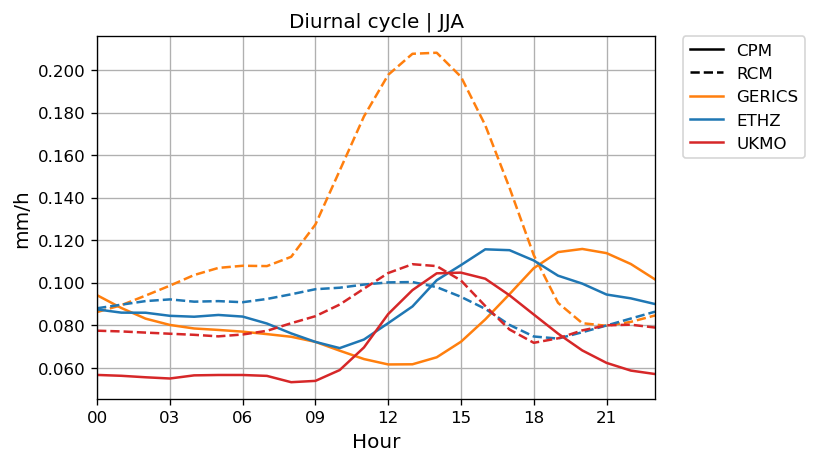 Diurnal cycle | JJA
mm/h
0.200
0.180
0.160
0.140
0.120
0.100
0.080
0.060
00 03 06 09 12 15 18 21
Hour
CPM
RCM
GERICS
ETHZ
UKMO